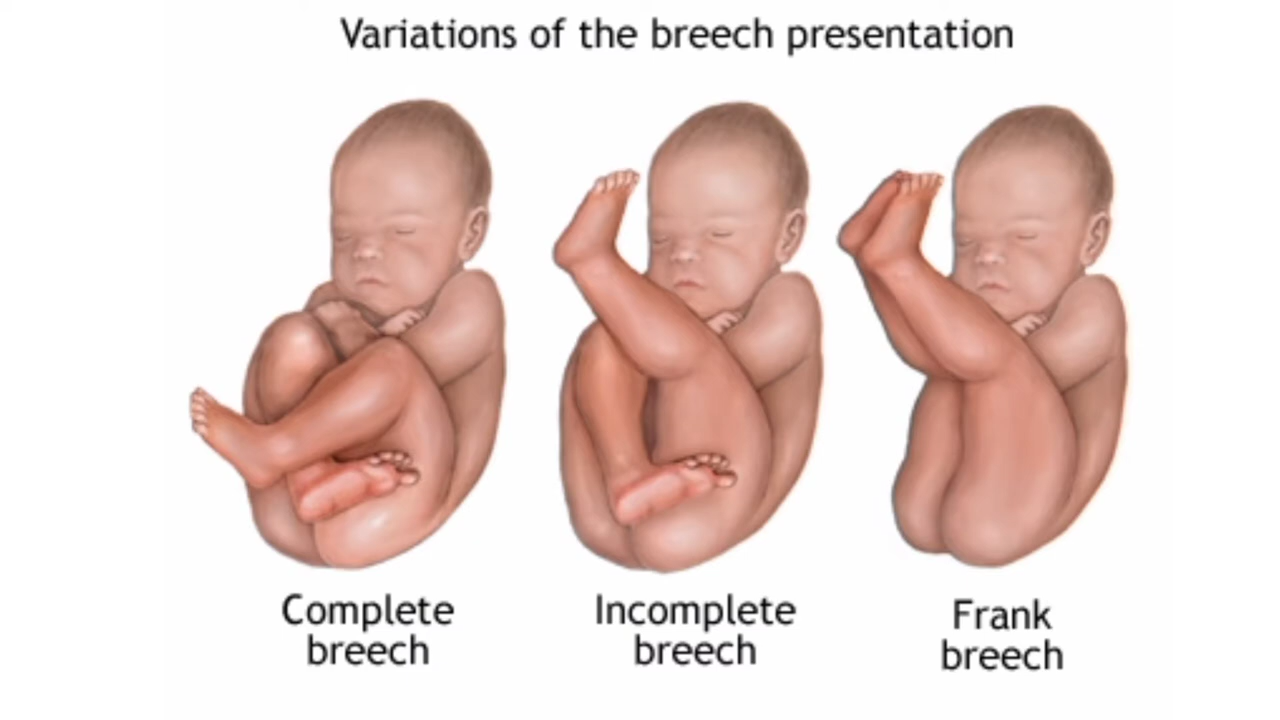 Variations of the breech presentation
Complete
breech
Incomplete
breech
Frank
breech